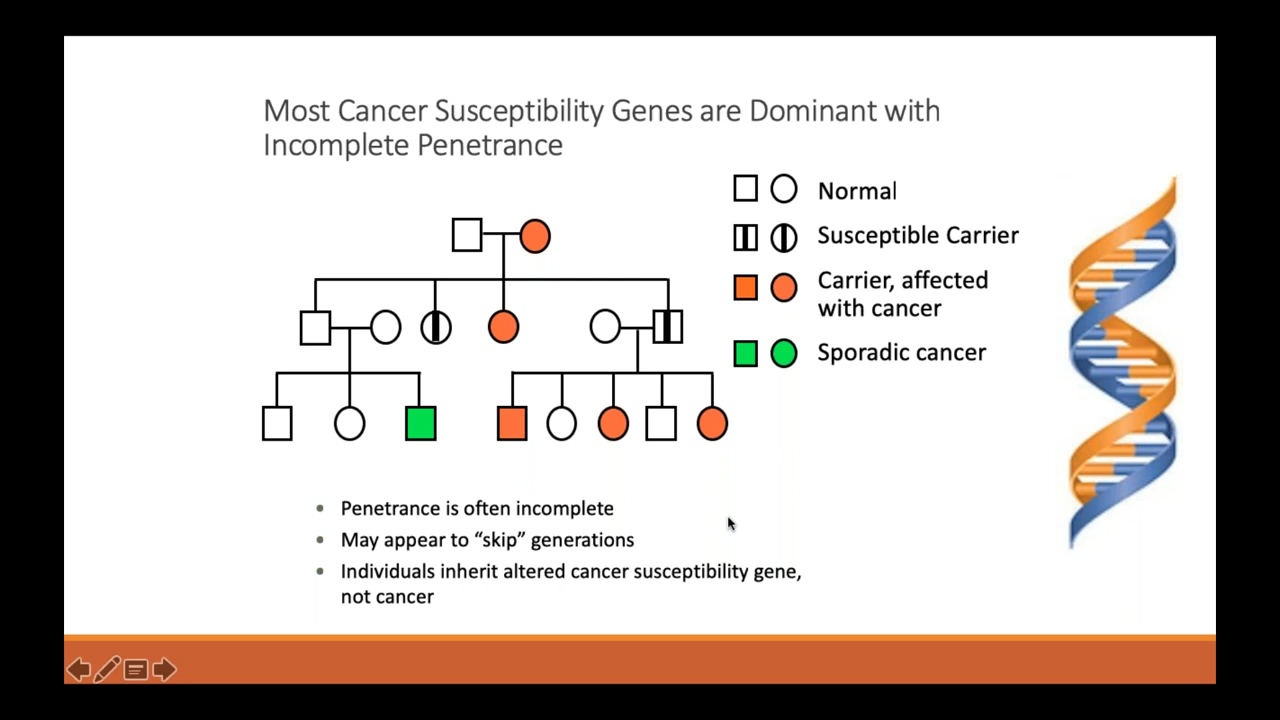 Most Cancer Susceptibility Genes are Dominant with
Incomplete Penetrance
Normal
Susceptible Carrier
Carrier, affected
with cancer
Sporadic cancer
• Penetrance is often incomplete
• May appear to “skip” generations
• Individuals inherit altered cancer susceptibility gene,
not cancer